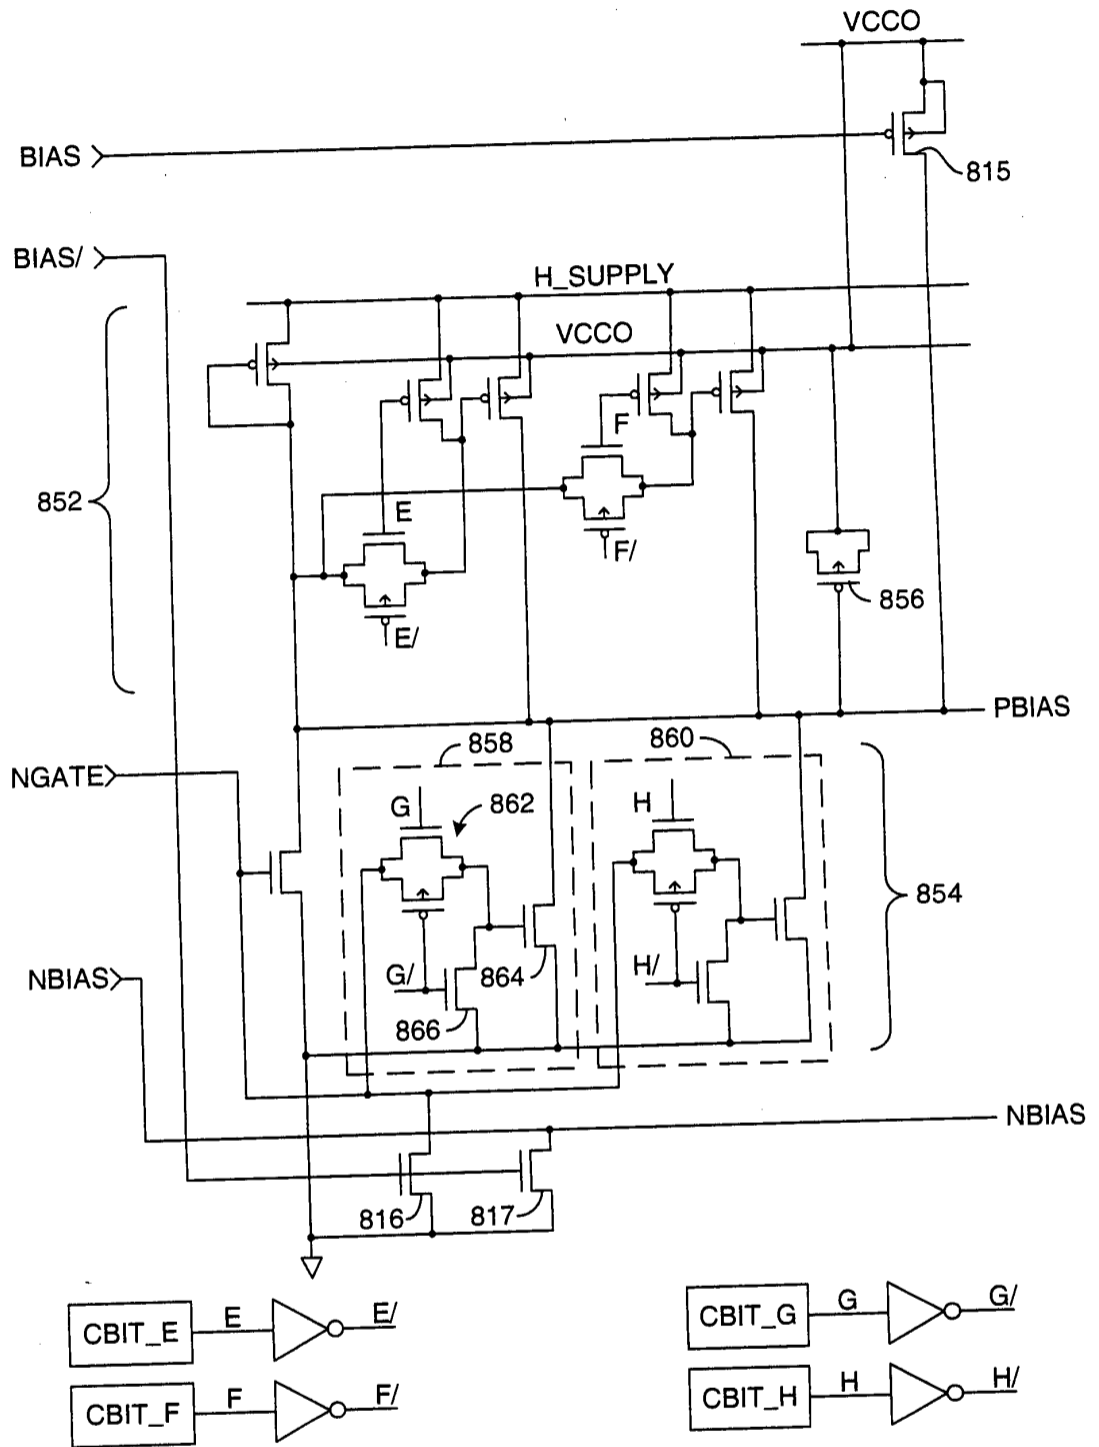 VCCO
BIAS
815
BIAS/
H_SUPPLY
VCCO
F
852
E
F/
856
E/
PBIAS
858
860
NGATE
G
862
H
854
G/
864
H/
NBIAS
866
NBIAS
816
817
CBIT_E E E/
CBIT_G G G/
CBIT_F F F/
CBIT_H H H/